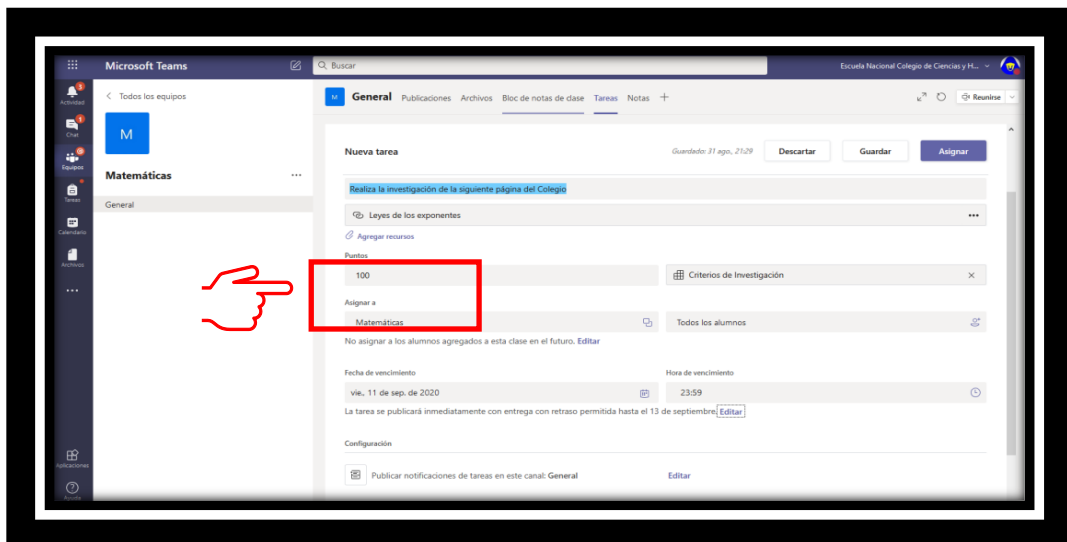 Microsoft Teams
Buscar
Escuela Nacional Colegio de Ciencias y H...
3
Actividad
Todos los equipos
M
General Publicaciones Archivos Bloc de notas de clase Tareas Notas
Reunirse
1
Chat
M
Nueva tarea
Guardado: 31 ago., 21:29
Descartar
Guardar
Asignar
Equipos
Matemáticas
Realiza la investigación de la siguiente página del Colegio
Tareas
General
Leyes de los exponentes
Calendario
Agregar recursos
Puntos
Archivos
100
Criterios de Investigación
Asignar a
Matemáticas
Todos los alumnos
No asignar a los alumnos agregados a esta clase en el futuro. Editar
Fecha de vencimiento
Hora de vencimiento
vie., 11 de sep. de 2020
23:59
La tarea se publicará inmediatamente con entrega con retraso permitida hasta el 13 de septiembre. Editar
Configuración
Aplicaciones
Publicar notificaciones de tareas en este canal: General
Editar
Ayuda